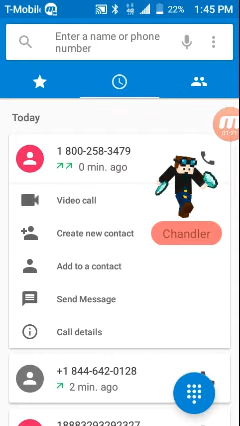 T-Mobile
4G
22%
1:45 PM
Enter a name or phone
number
Today
1 800-258-3479
0 min. ago
Video call
Create new contact
Chandler
Add to a contact
Send Message
Call details
+1 844-642-0128
2 min. ago
18883293292327